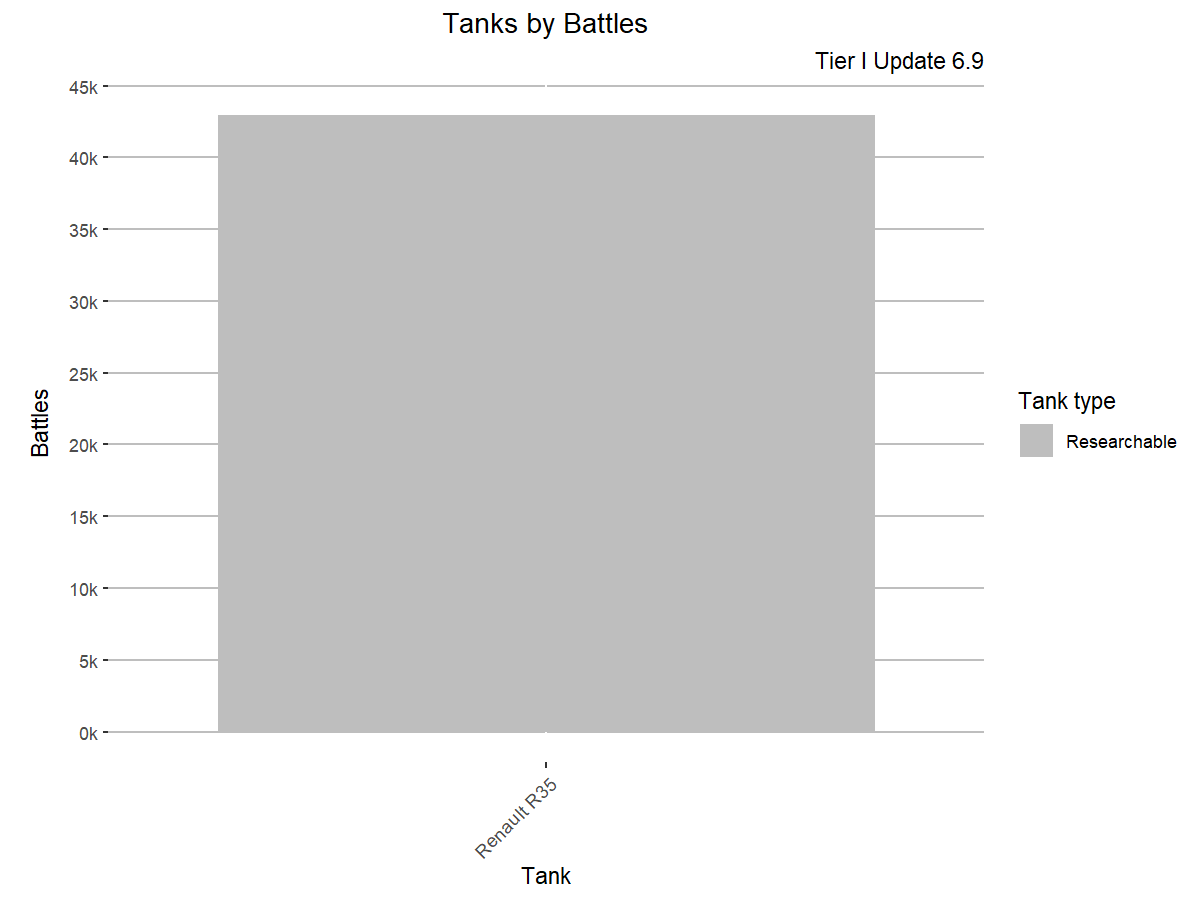 Tanks by Battles
Tier I Update 6.9
45k
40k
35k
30k
25k
20k
15k
10k
5k
0k
Battles
Renault R35
Tank
Tank type
Researchable